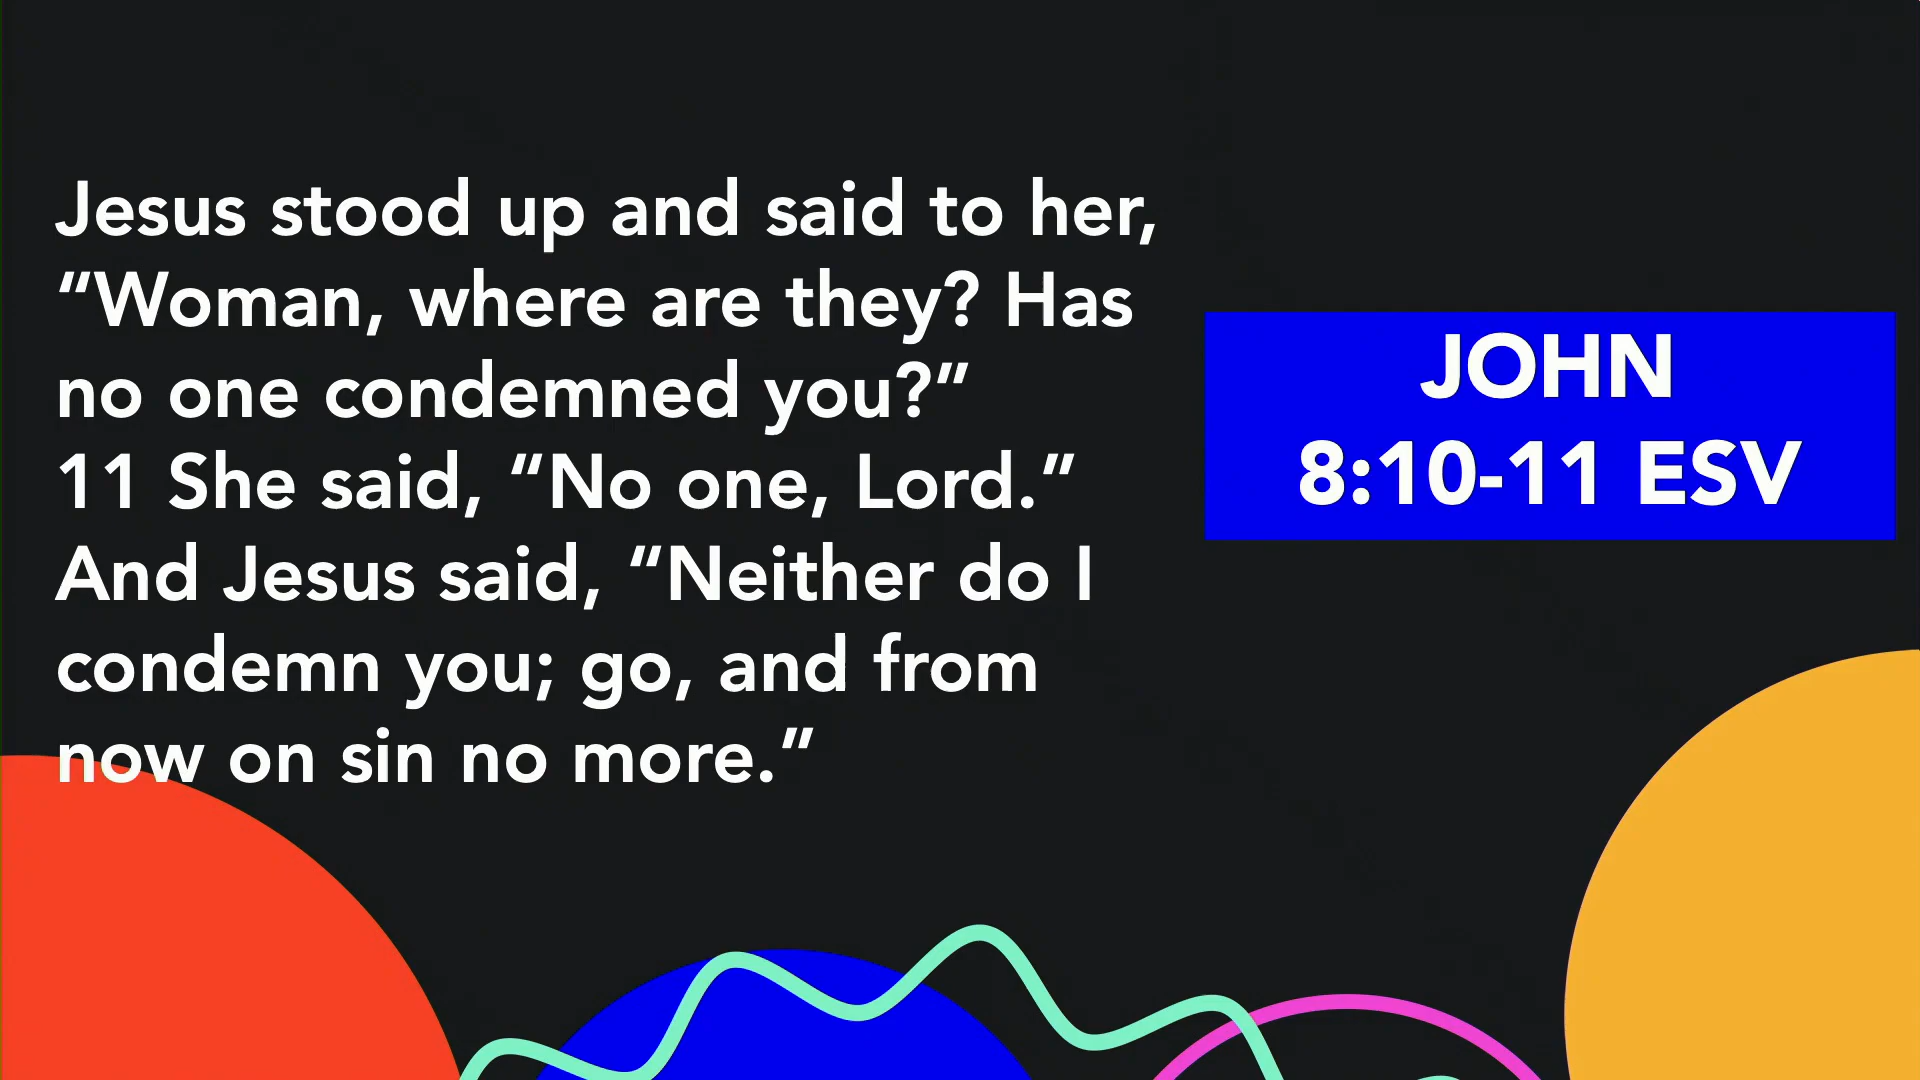 Jesus stood up and said to her,
“Woman, where are they? Has
no one condemned you?”
11 She said, “No one, Lord.”
And Jesus said, “Neither do I
condemn you; go, and from
now on sin no more.”
JOHN
8:10-11 ESV